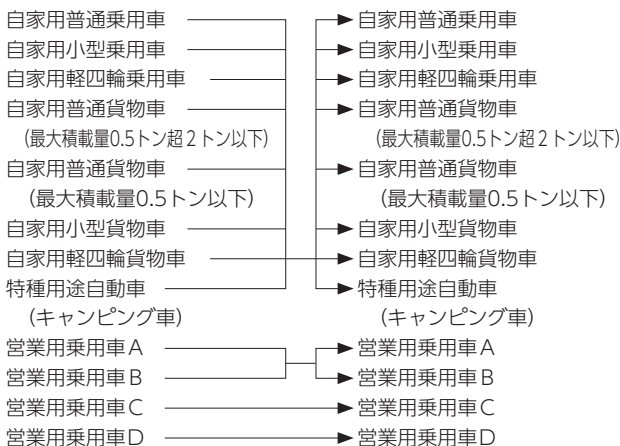 自家用普通乗用車 自家用普通乗用車
自家用小型乗用車 自家用小型乗用車
自家用軽四輪乗用車 自家用軽四輪乗用車
自家用普通貨物車 自家用普通貨物車
(最大積載量0.5トン超2トン以下) (最大積載量0.5トン超2トン以下)
自家用普通貨物車 自家用普通貨物車
(最大積載量0.5トン以下) (最大積載量0.5トン以下)
自家用小型貨物車 自家用小型貨物車
自家用軽四輪貨物車 自家用軽四輪貨物車
特種用途自動車 特種用途自動車
(キャンピング車) (キャンピング車)
営業用乗用車A 営業用乗用車A
営業用乗用車B 営業用乗用車B
営業用乗用車C 営業用乗用車C
営業用乗用車D 営業用乗用車D